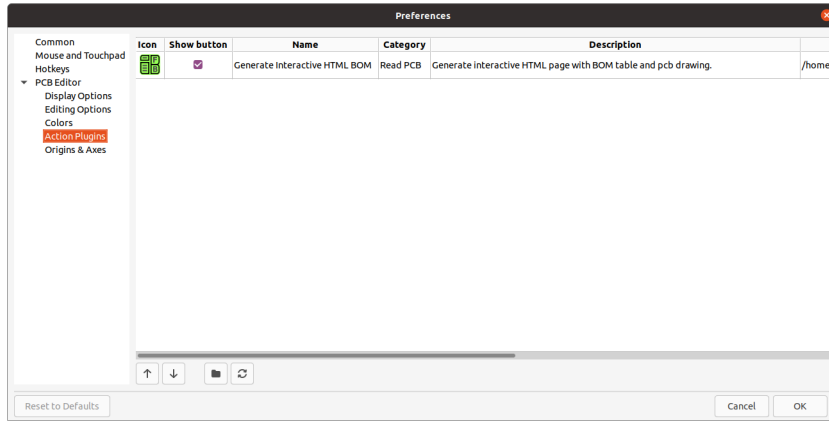 Preferences
Common
Mouse and Touchpad
Hotkeys
PCB Editor
Display Options
Editing Options
Colors
Action Plugins
Origins & Axes
Icon Show button Name Category Description
Generate Interactive HTML BOM Read PCB Generate interactive HTML page with BOM table and pcb drawing. /home
Reset to Defaults Cancel OK